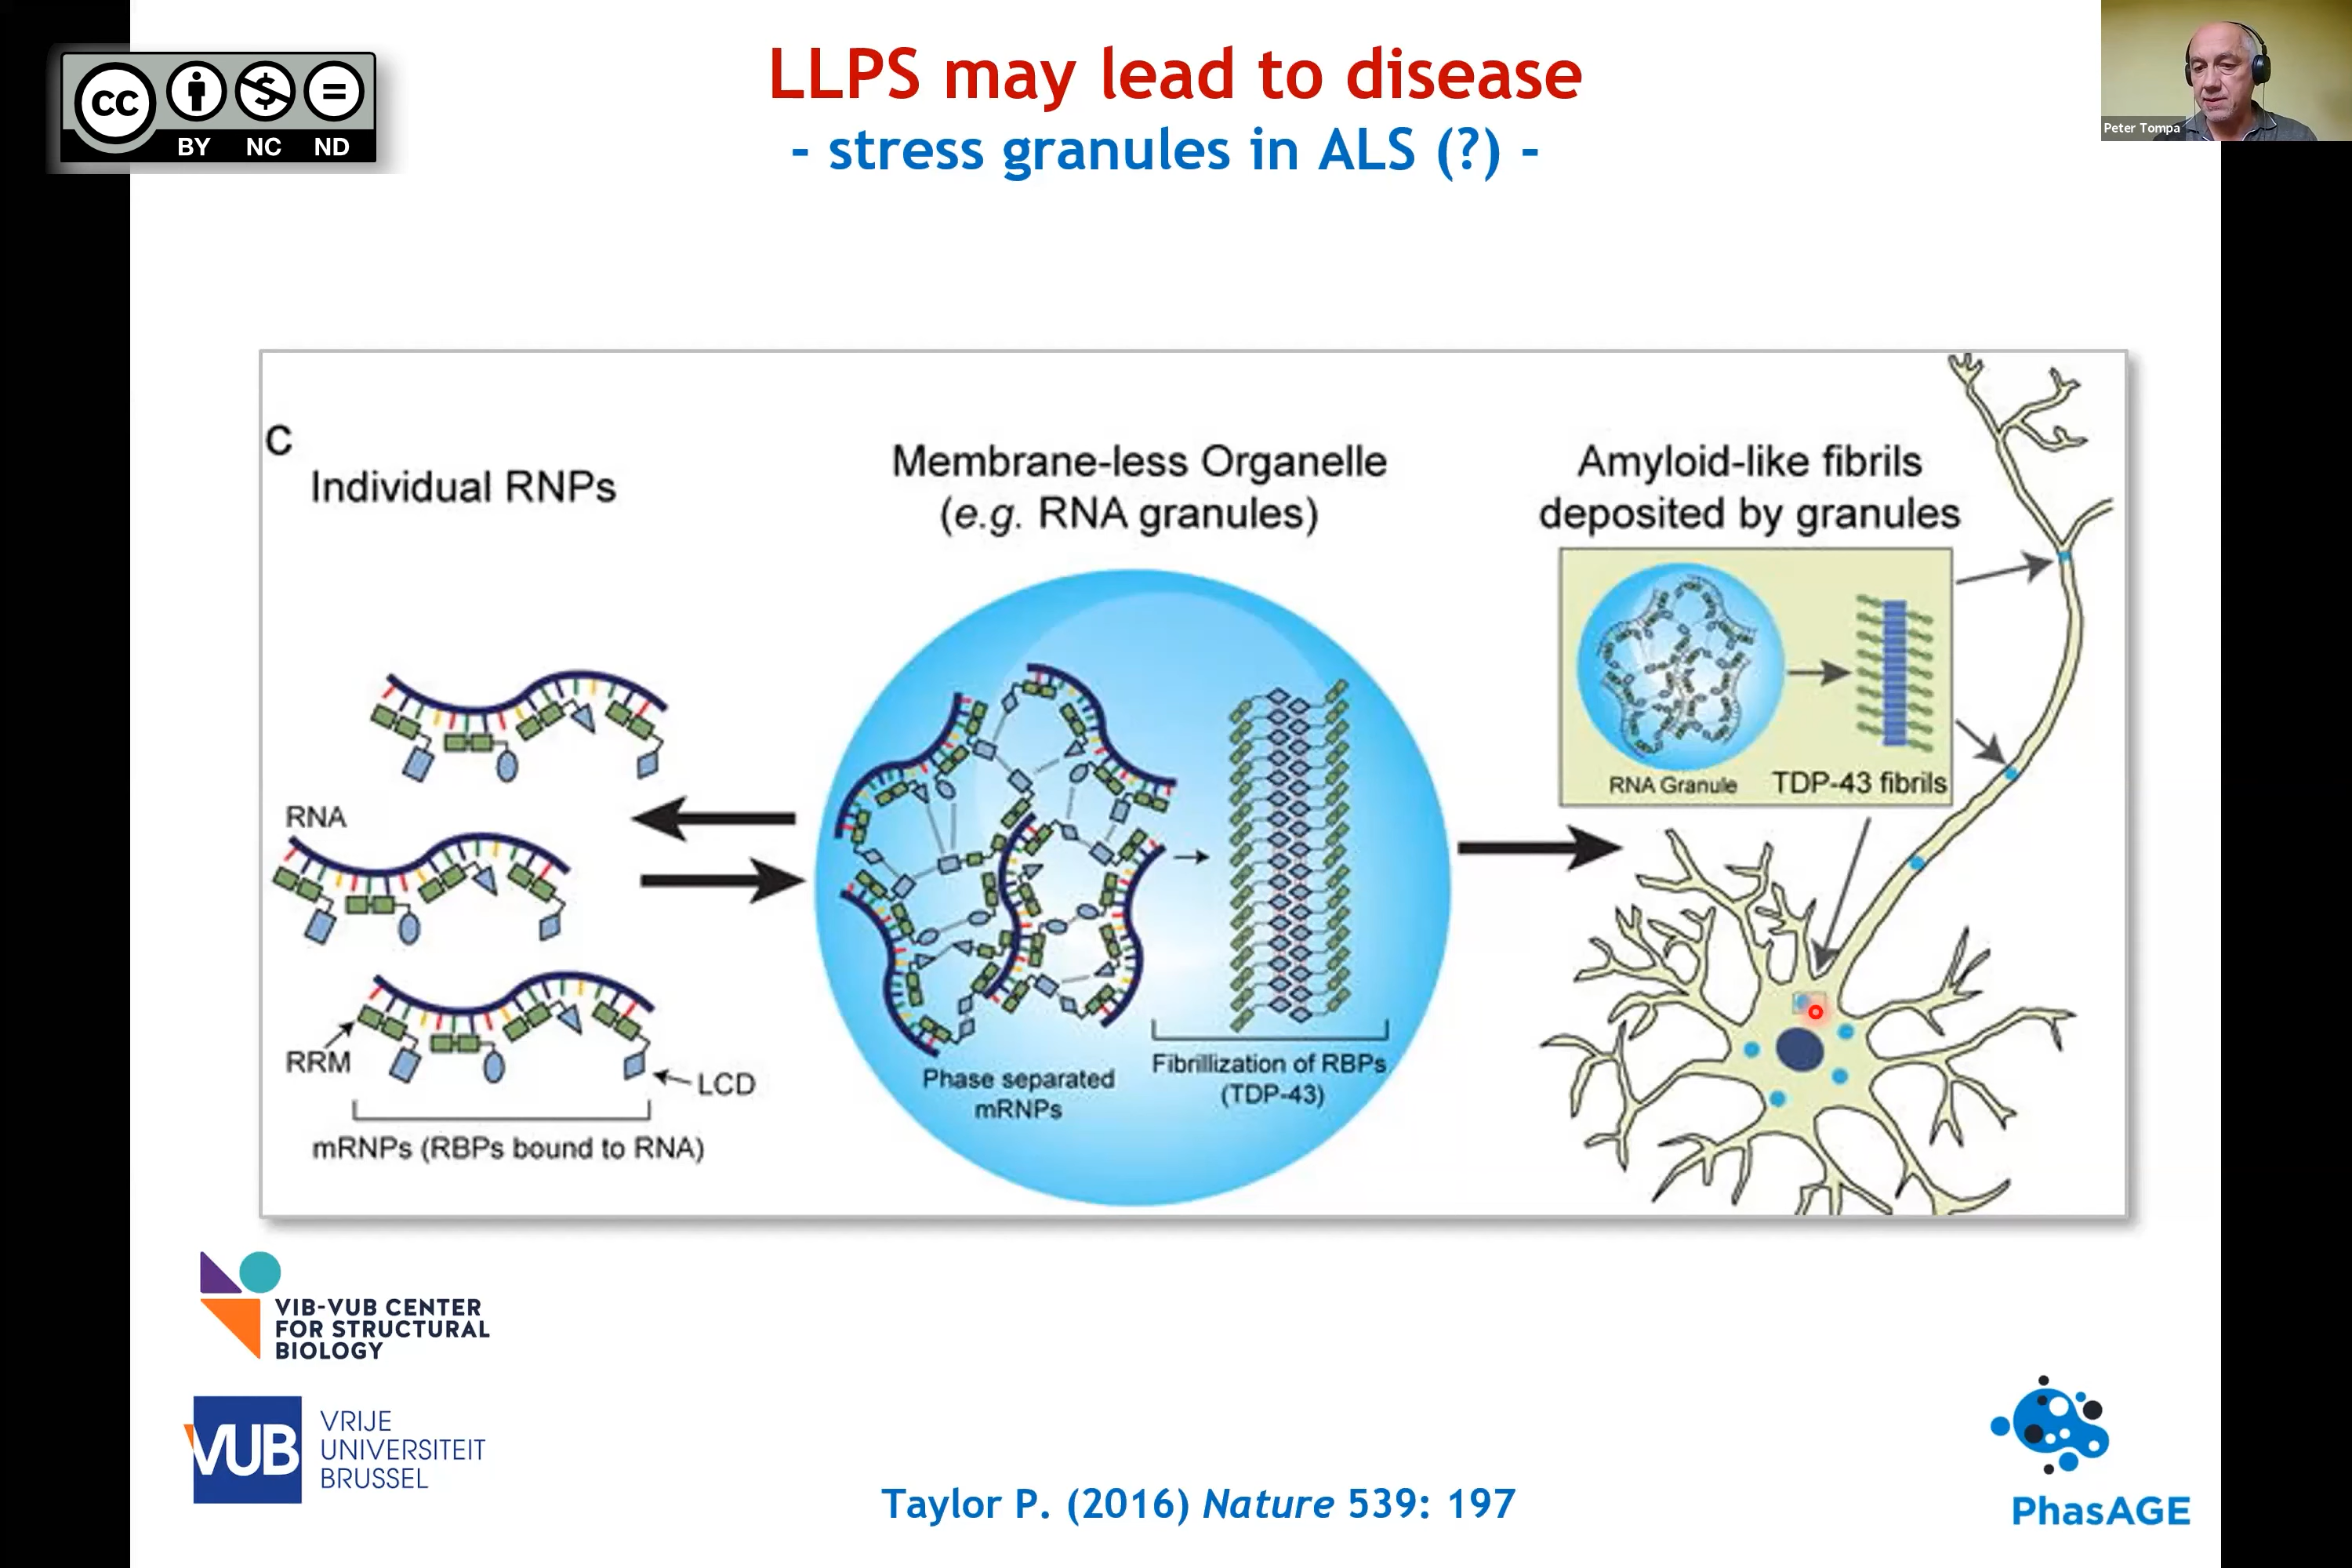 LLPS may lead to disease
- stress granules in ALS (?) -
cc
BY NC ND
Peter Tompa
C
Individual RNPs
Membrane-less Organelle
(e.g. RNA granules)
Amyloid-like fibrils
deposited by granules
RNA Granule
TDP-43 fibrils
RNA
RRM
LCD
mRNPs (RBPs bound to RNA)
Phase separated
mRNPs
Fibrillization of RBPs
(TDP-43)
VIB-VUB CENTER
FOR STRUCTURAL
BIOLOGY
VUB
VRIJE
UNIVERSITEIT
BRUSSEL
Taylor P. (2016) Nature 539: 197
PhasAGE